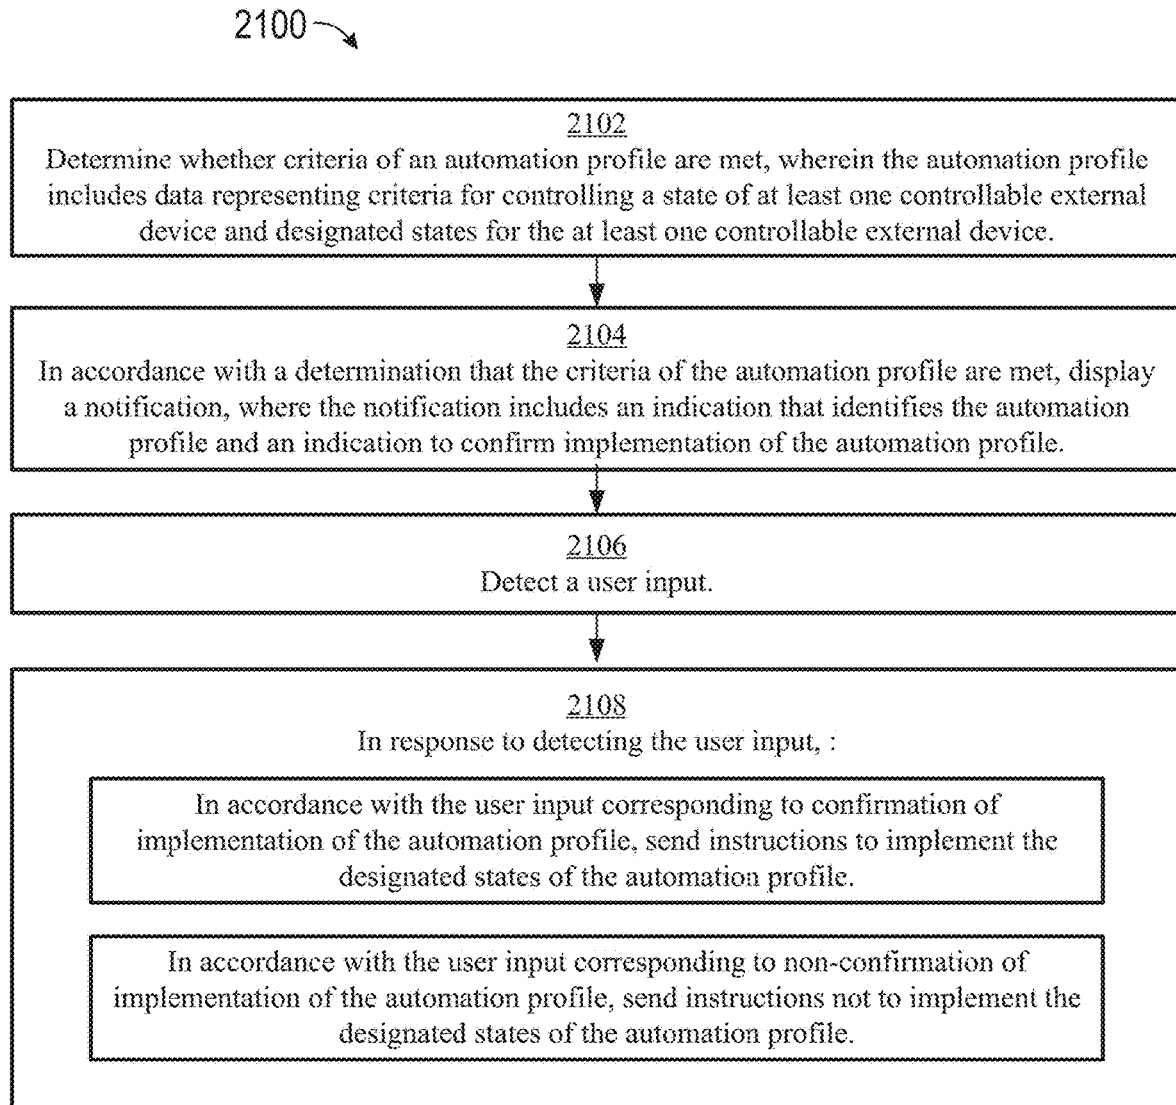 2100
2102
Determine whether criteria of an automation profile are met, wherein the automation profile
includes data representing criteria for controlling a state of at least one controllable external
device and designated states for the at least one controllable external device.
2104
In accordance with a determination that the criteria of the automation profile are met, display
a notification, where the notification includes an indication that identifies the automation
profile and an indication to confirm implementation of the automation profile.
2106
Detect a user input.
2108
In response to detecting the user input, :
In accordance with the user input corresponding to confirmation of
implementation of the automation profile, send instructions to implement the
designated states of the automation profile.
In accordance with the user input corresponding to non-confirmation of
implementation of the automation profile, send instructions not to implement the
designated states of the automation profile.